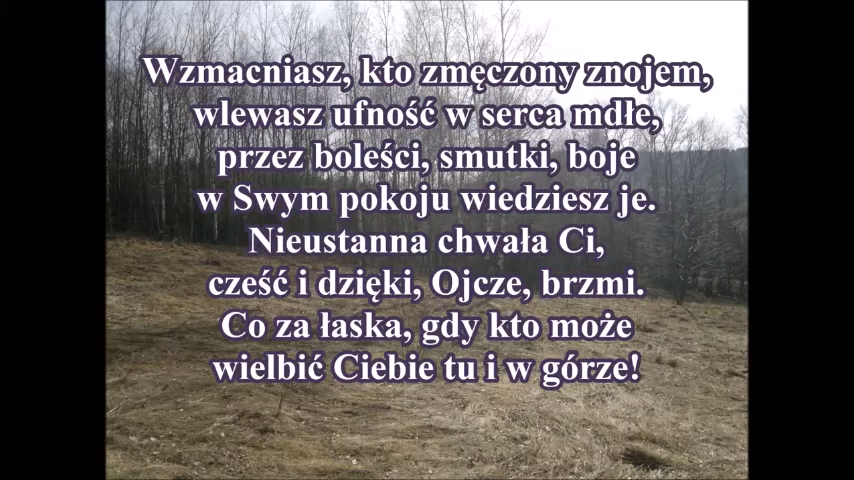 Wzmacniasz, kto zmęczony znojem,
wlewasz ufność w serca mdłe,
przez boleści, smutki, boje
w Swym pokoju wiedziesz je.
Nieustanna chwała Ci,
cześć i dzięki, Ojcze, brzmi.
Co za łaska, gdy kto może
wielbić Ciebie tu i w górze!